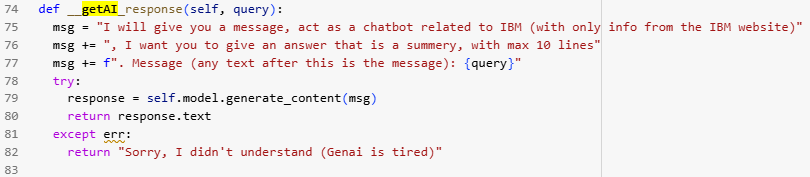 74 def __getAI_response(self, query):
75 msg = "I will give you a message, act as a chatbot related to IBM (with only info from the IBM website)"
76 msg += ", I want you to give an answer that is a summery, with max 10 lines"
77 msg += f". Message (any text after this is the message): {query}"
78 try:
79 response = self.model.generate_content(msg)
80 return response.text
81 except err:
82 return "Sorry, I didn't understand (Genai is tired)"
83